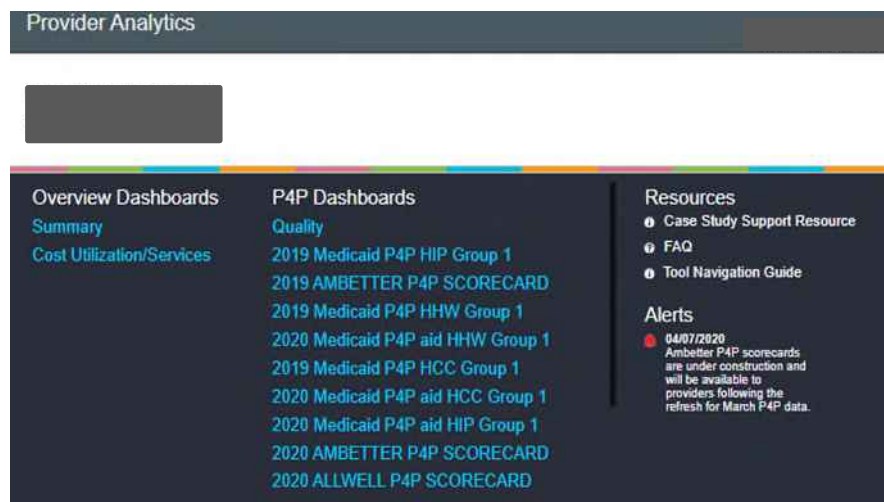 Provider Analytics
Overview Dashboards
Summary
Cost Utilization/Services
P4P Dashboards
Quality
2019 Medicaid P4P HIP Group 1
2019 AMBETTER P4P SCORECARD
2019 Medicaid P4P HHW Group 1
2020 Medicaid P4P aid HHW Group 1
2019 Medicaid P4P HCC Group 1
2020 Medicaid P4P aid HCC Group 1
2020 Medicaid P4P aid HIP Group 1
2020 AMBETTER P4P SCORECARD
2020 ALLWELL P4P SCORECARD
Resources
Case Study Support Resource
FAQ
Tool Navigation Guide
Alerts
04/07/2020
Ambetter P4P scorecards
are under construction and
will be available to
providers following the
refresh for March P4P data.